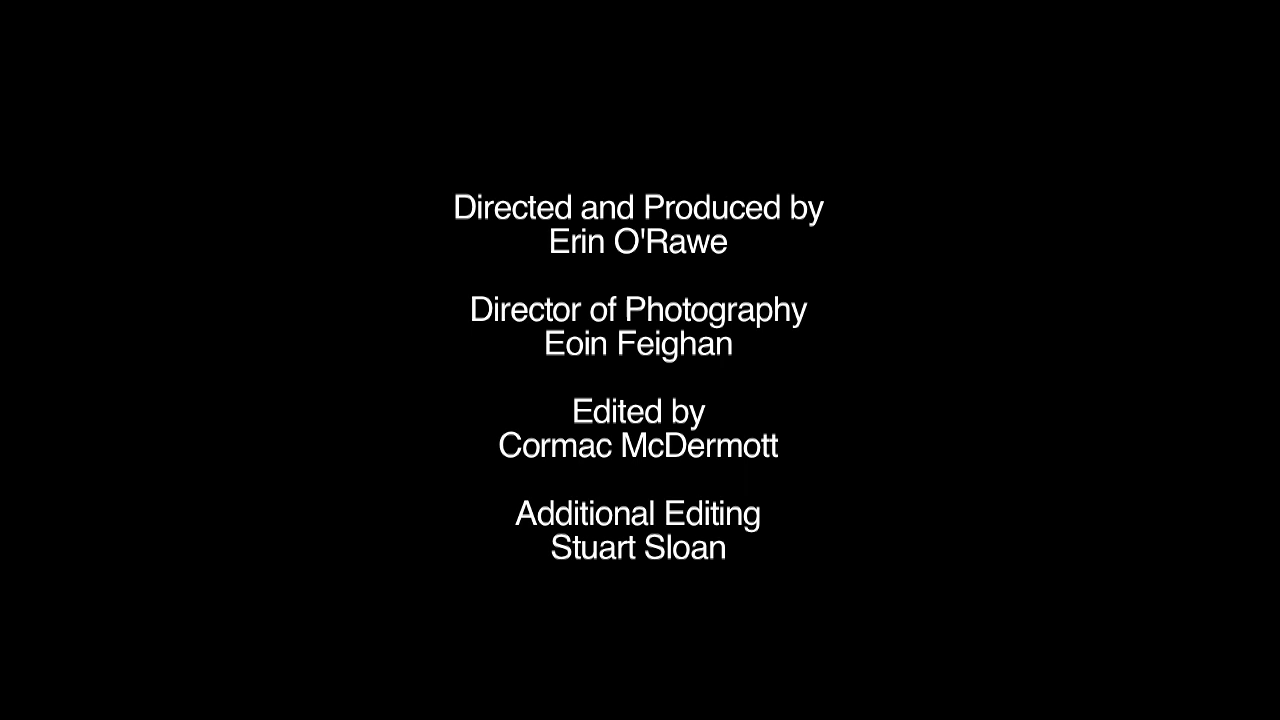 Directed and Produced by
Erin O'Rawe
Director of Photography
Eoin Feighan
Edited by
Cormac McDermott
Additional Editing
Stuart Sloan